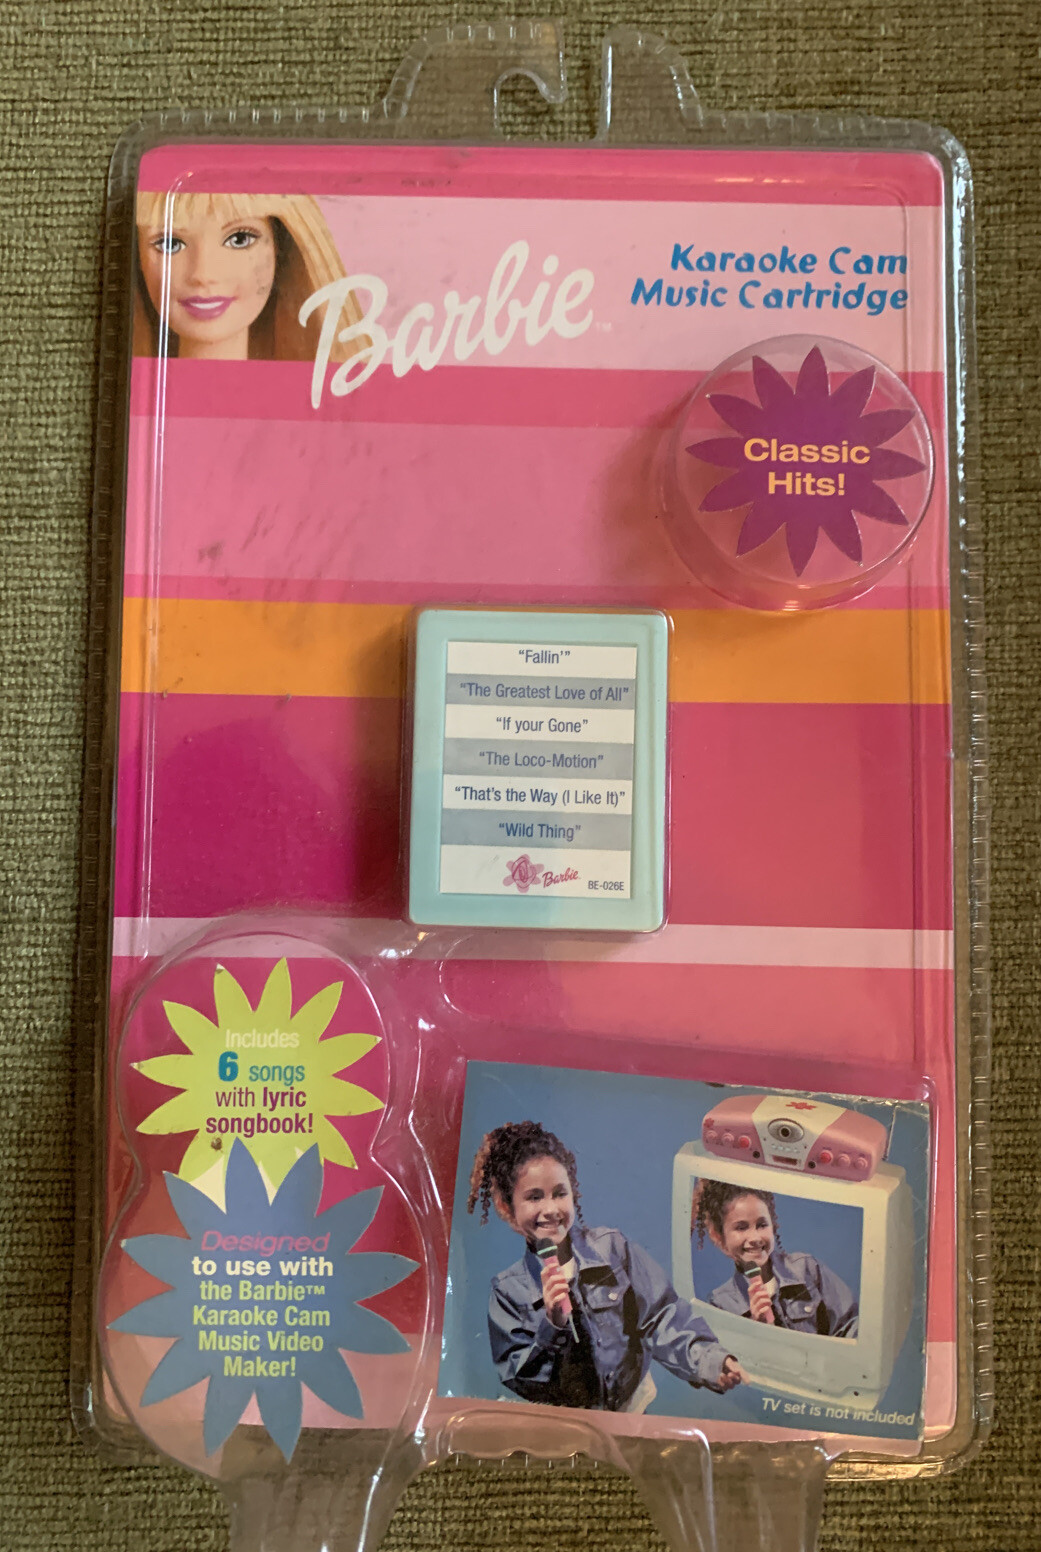 Barbie™
Karaoke Cam
Music Cartridge
Classic
Hits!
“Fallin’”
“The Greatest Love of All”
“If your Gone”
“The Loco-Motion”
“That’s the Way (I Like It)”
“Wild Thing”
Barbie
BE-026E
Includes
6 songs
with lyric
songbook!
Designed
to use with
the Barbie™
Karaoke Cam
Music Video
Maker!
TV set is not included